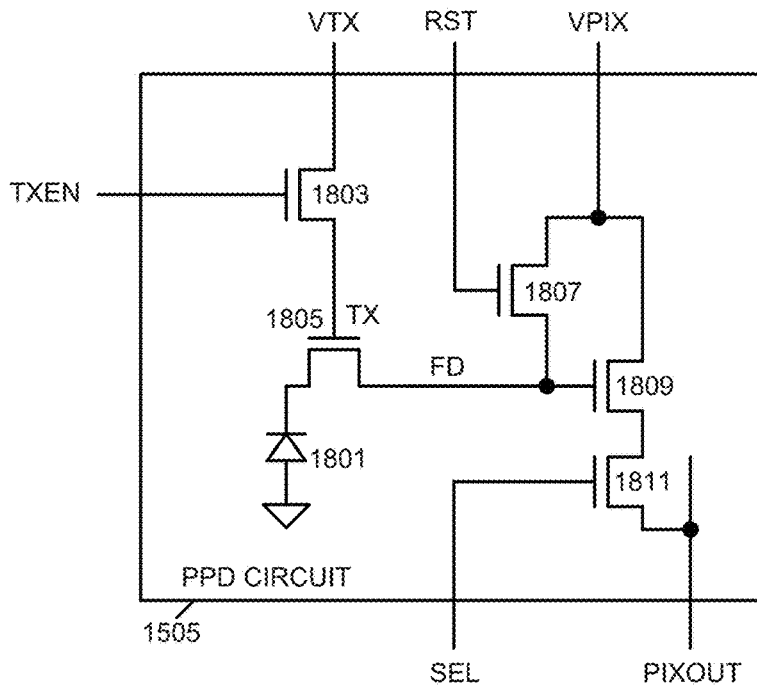 VTX RST VPIX
TXEN
1803
1807
1805 TX
FD
1809
1801
1811
PPD CIRCUIT
1505
SEL PIXOUT